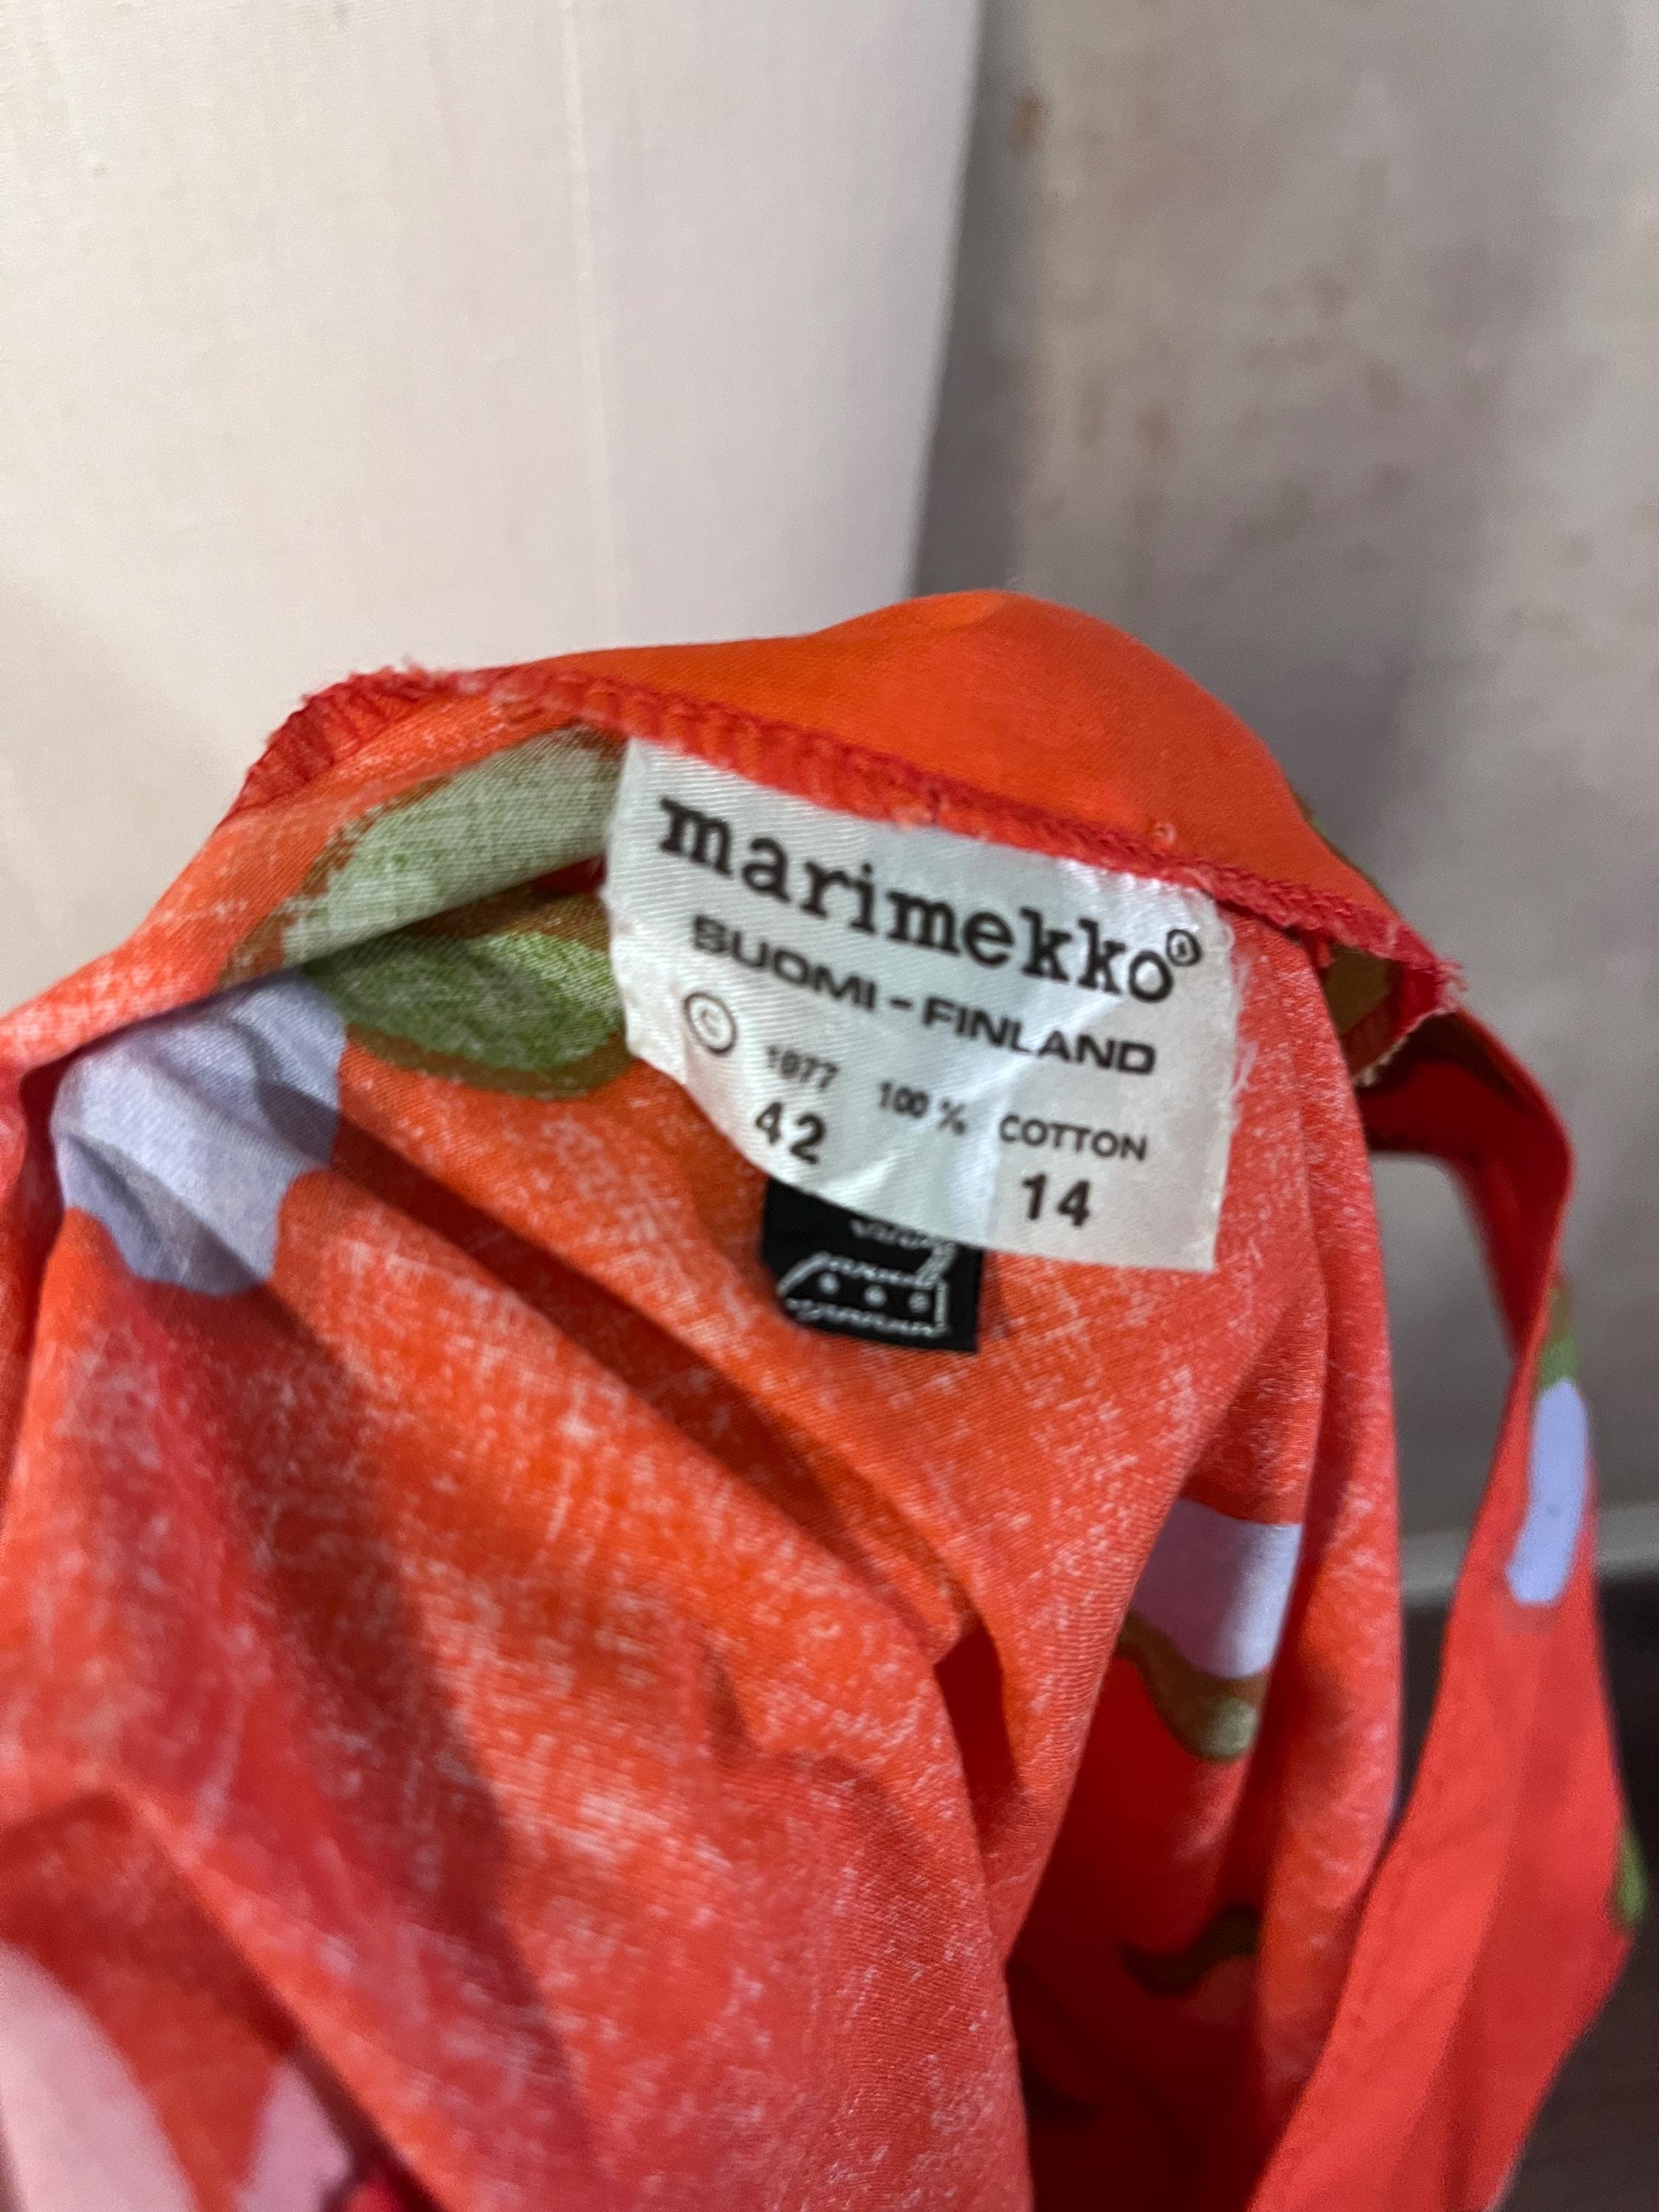 marimekko®
SUOMI - FINLAND
© 1977 100 % COTTON
42 14